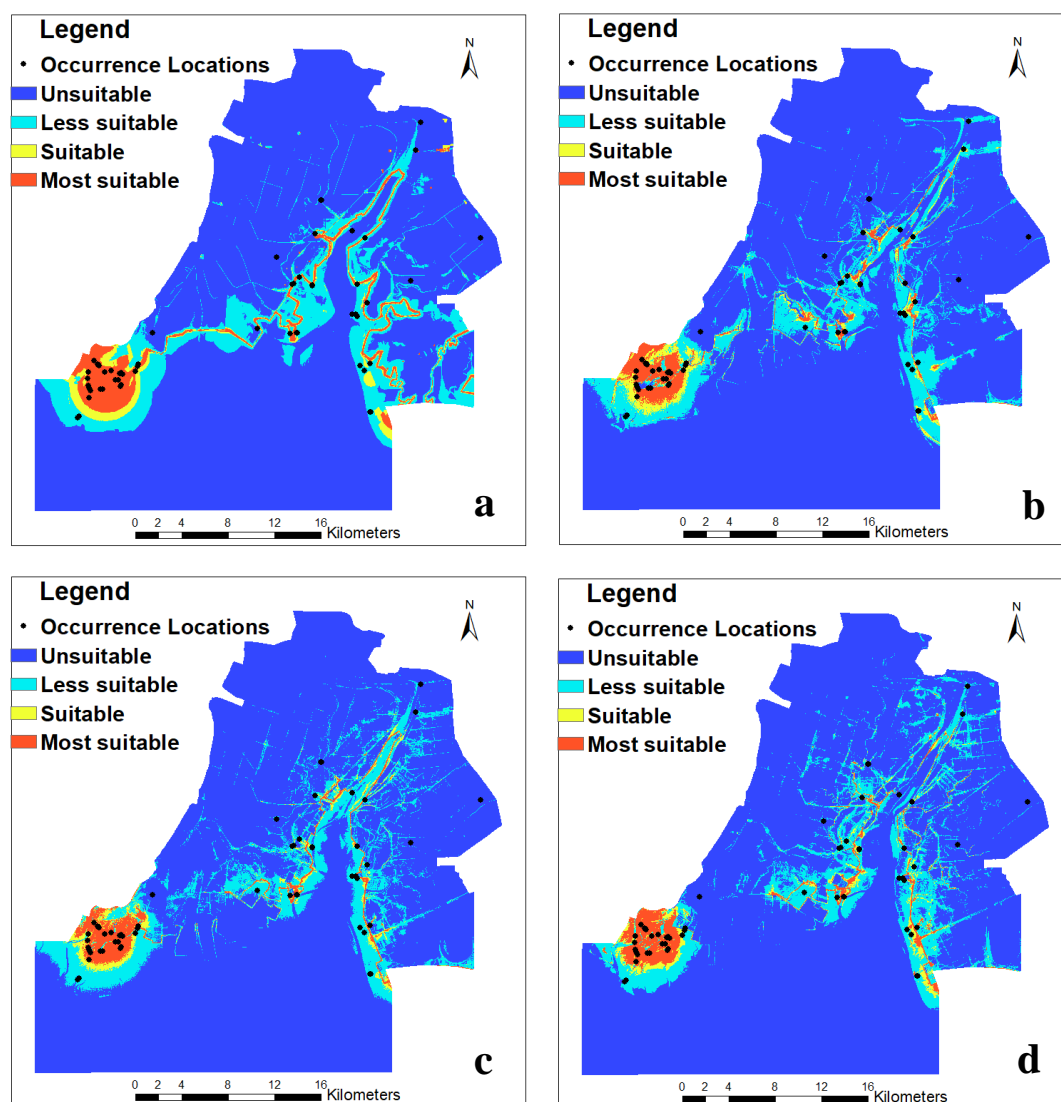 Legend
N
Occurrence Locations
Unsuitable
Less suitable
Suitable
Most suitable
0 2 4 8 12 16
Kilometers
a
Legend
N
Occurrence Locations
Unsuitable
Less suitable
Suitable
Most suitable
0 2 4 8 12 16
Kilometers
b
Legend
N
Occurrence Locations
Unsuitable
Less suitable
Suitable
Most suitable
0 2 4 8 12 16
Kilometers
c
Legend
N
Occurrence Locations
Unsuitable
Less suitable
Suitable
Most suitable
0 2 4 8 12 16
Kilometers
d